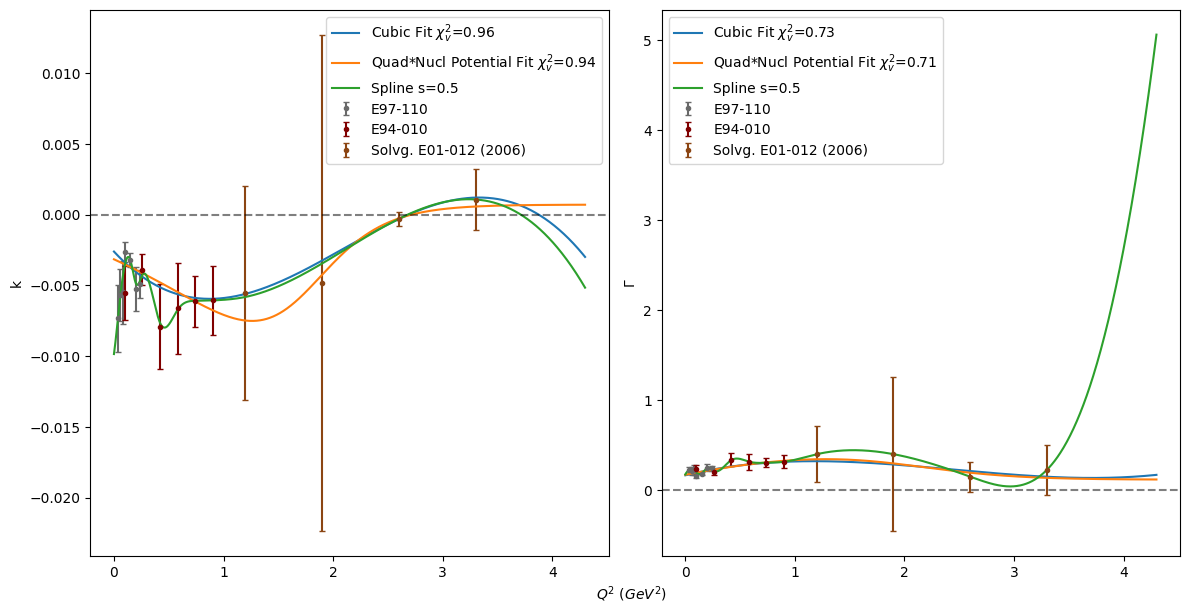 Cubic Fit χ²ᵥ=0.96
Quad*Nucl Potential Fit χ²ᵥ=0.94
Spline s=0.5
E97-110
E94-010
Solvg. E01-012 (2006)
0.010
0.005
0.000
−0.005
−0.010
−0.015
−0.020
k
0 1 2 3 4
Cubic Fit χ²ᵥ=0.73
Quad*Nucl Potential Fit χ²ᵥ=0.71
Spline s=0.5
E97-110
E94-010
Solvg. E01-012 (2006)
5
4
3
2
1
0
Γ
0 1 2 3 4
Q² (GeV²)